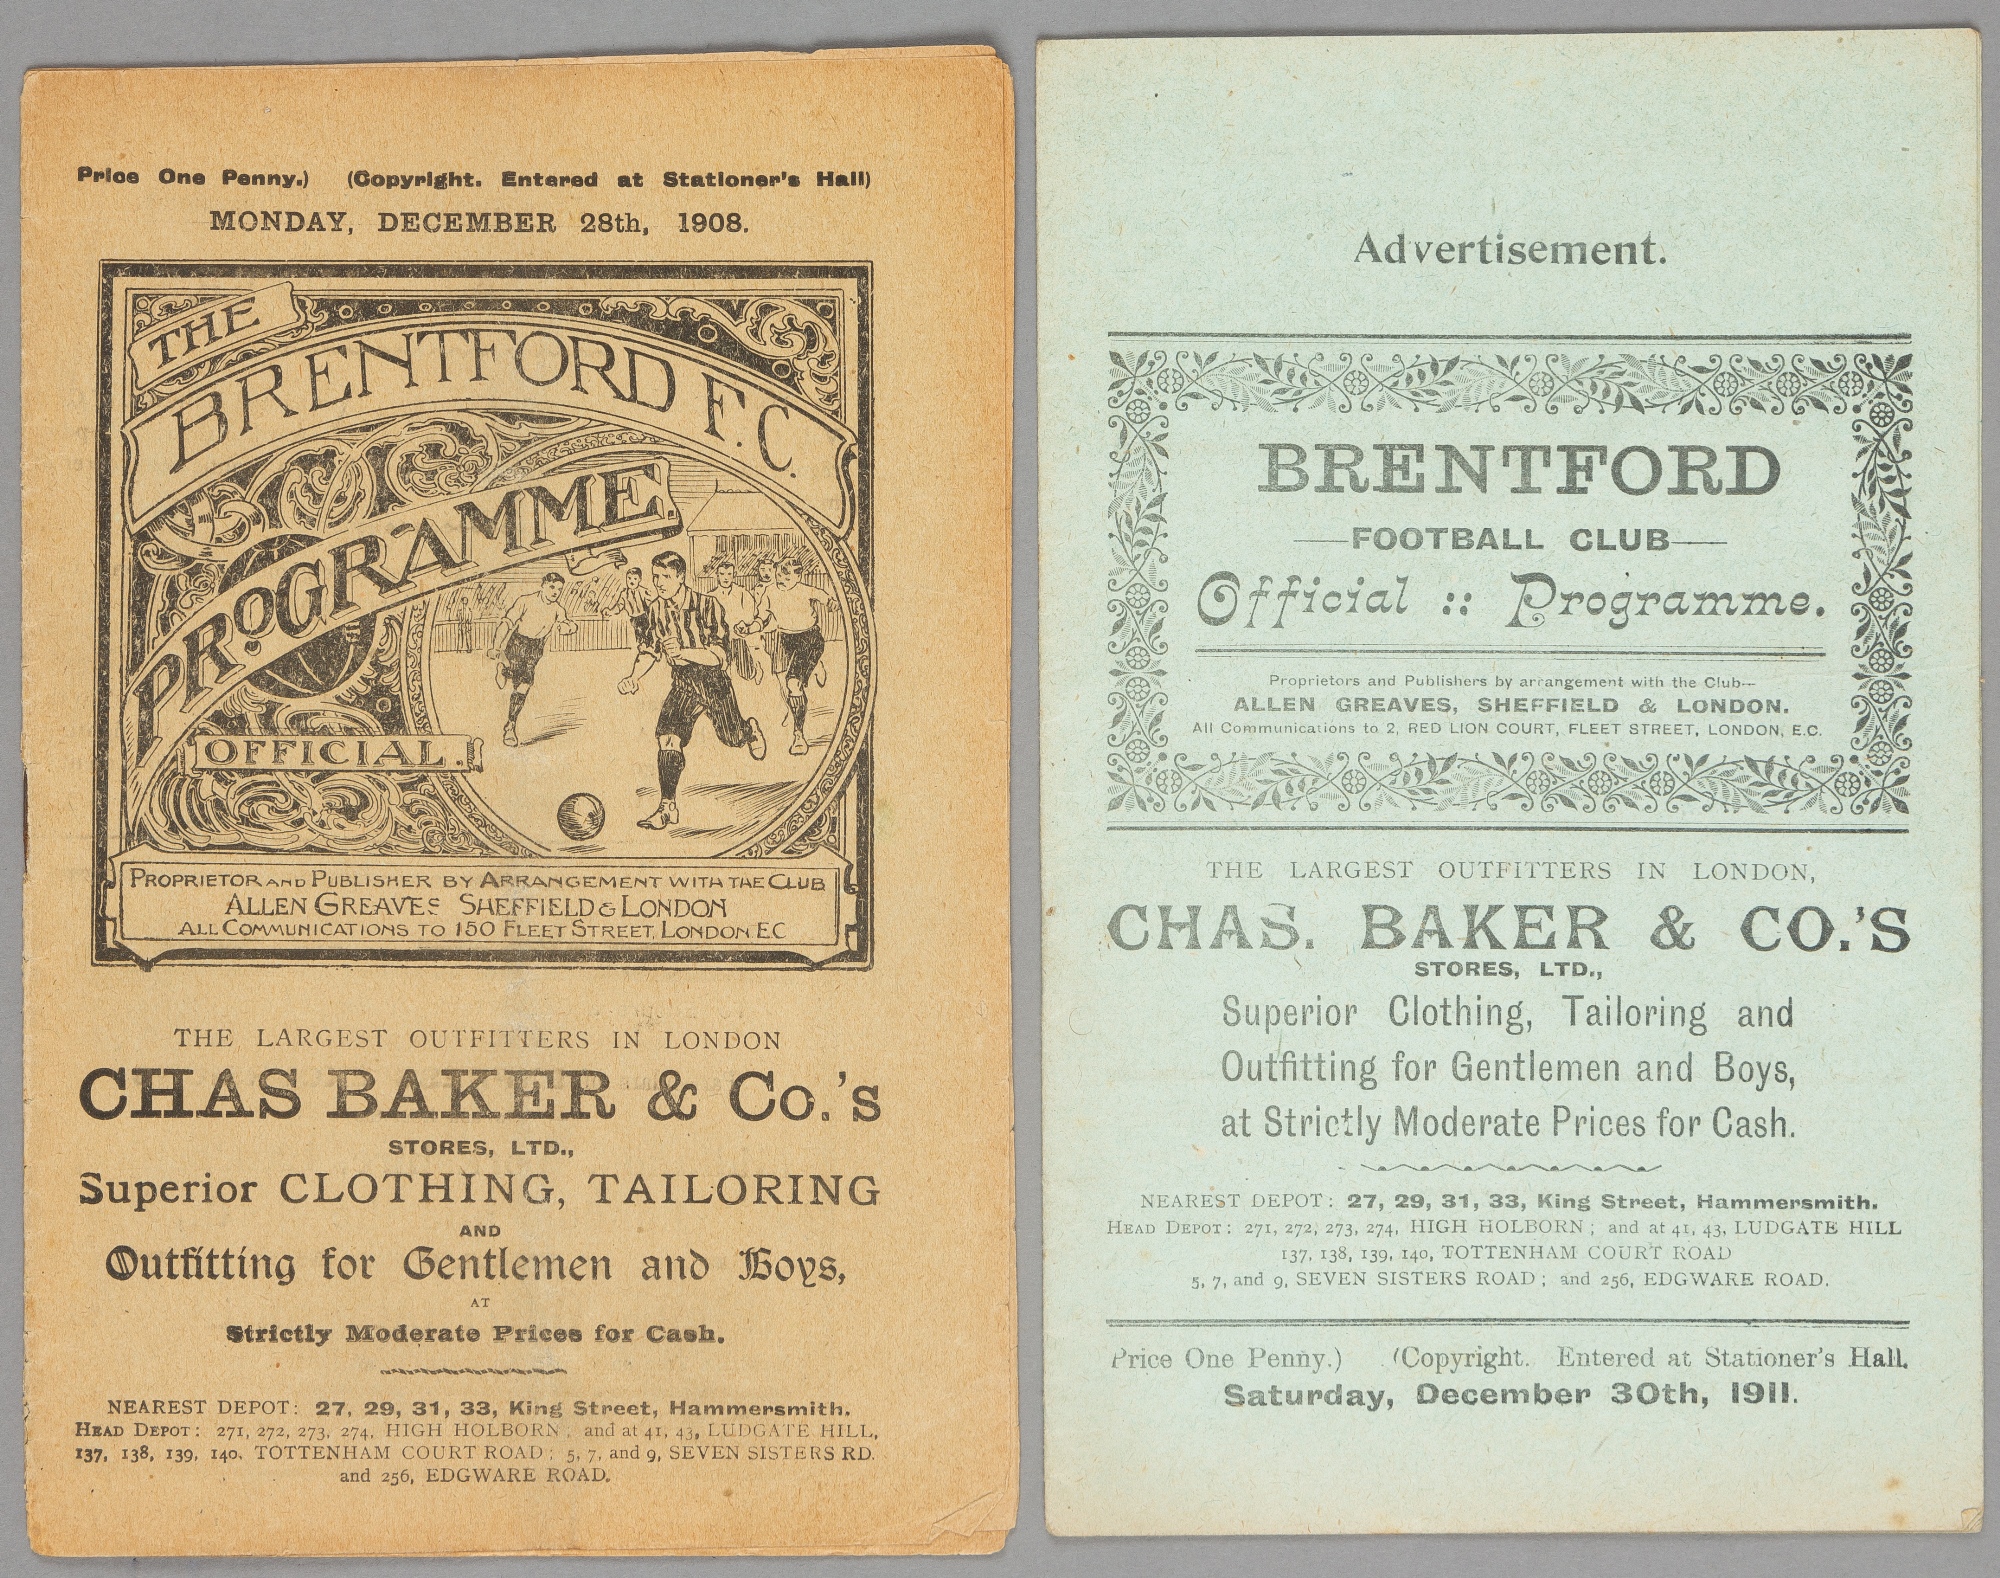 Price One Penny.) (Copyright. Entered at Stationer's Hall)
MONDAY, DECEMBER 28th, 1908.
THE
BRENTFORD F.C.
PROGRAMME.
OFFICIAL.
PROPRIETOR AND PUBLISHER BY ARRANGEMENT WITH THE CLUB
ALLEN GREAVES SHEFFIELD & LONDON
ALL COMMUNICATIONS TO 150 FLEET STREET, LONDON. EC
THE LARGEST OUTFITTERS IN LONDON
CHAS BAKER & Co.'s
STORES, LTD.,
Superior CLOTHING, TAILORING
AND
Outfitting for Gentlemen and Boys,
AT
Strictly Moderate Prices for Cash.
NEAREST DEPOT: 27, 29, 31, 33, King Street, Hammersmith.
HEAD DEPOT: 271, 272, 273, 274, HIGH HOLBORN; and at 41, 43, LUDGATE HILL,
137, 138, 139, 140, TOTTENHAM COURT ROAD; 5, 7, and 9, SEVEN SISTERS RD.
and 256, EDGWARE ROAD.
Advertisement.
BRENTFORD
—FOOTBALL CLUB—
Official :: Programme.
Proprietors and Publishers by arrangement with the Club—
ALLEN GREAVES, SHEFFIELD & LONDON.
All Communications to 2, RED LION COURT, FLEET STREET, LONDON, E.C.
THE LARGEST OUTFITTERS IN LONDON,
CHAS. BAKER & CO.'S
STORES, LTD.,
Superior Clothing, Tailoring and
Outfitting for Gentlemen and Boys,
at Strictly Moderate Prices for Cash.
NEAREST DEPOT: 27, 29, 31, 33, King Street, Hammersmith.
HEAD DEPOT: 271, 272, 273, 274, HIGH HOLBORN; and at 41, 43, LUDGATE HILL
137, 138, 139, 140, TOTTENHAM COURT ROAD
5, 7, and 9, SEVEN SISTERS ROAD; and 256, EDGWARE ROAD.
Price One Penny.) (Copyright. Entered at Stationer's Hall.
Saturday, December 30th, 1911.